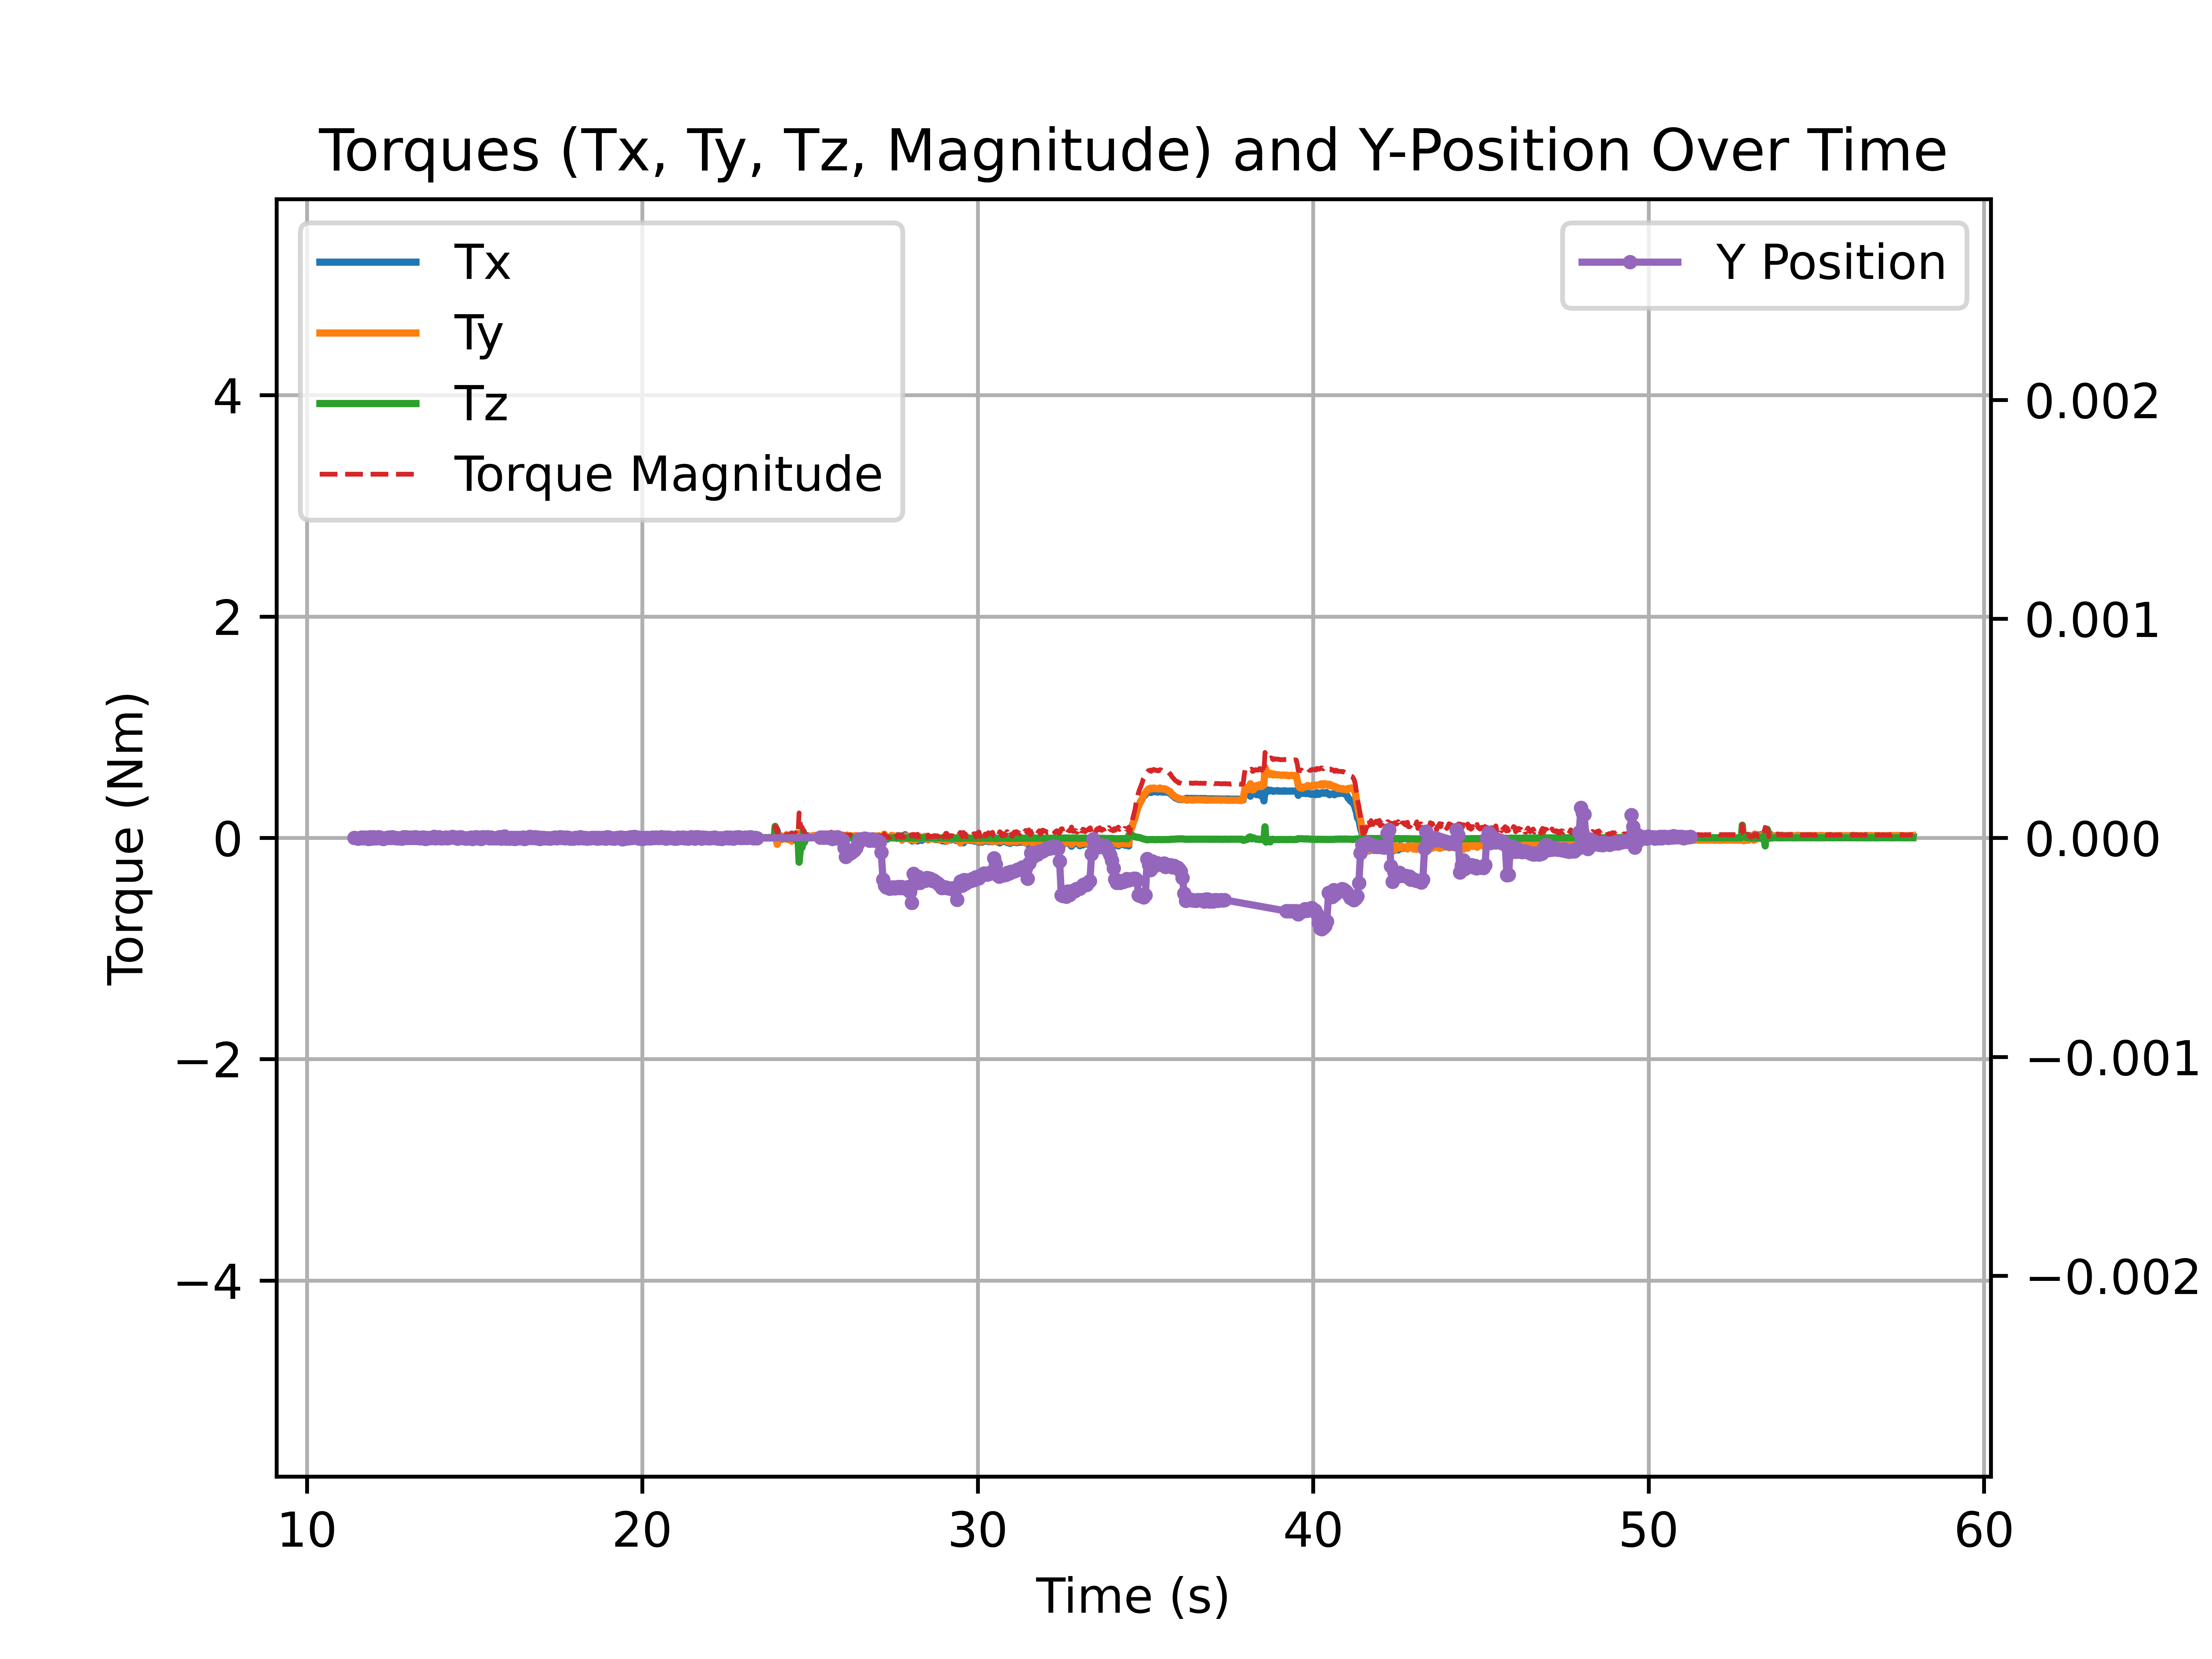 Torques (Tx, Ty, Tz, Magnitude) and Y-Position Over Time
Tx
Ty
Tz
Torque Magnitude
Y Position
Torque (Nm)
4
2
0
−2
−4
0.002
0.001
0.000
−0.001
−0.002
10 20 30 40 50 60
Time (s)